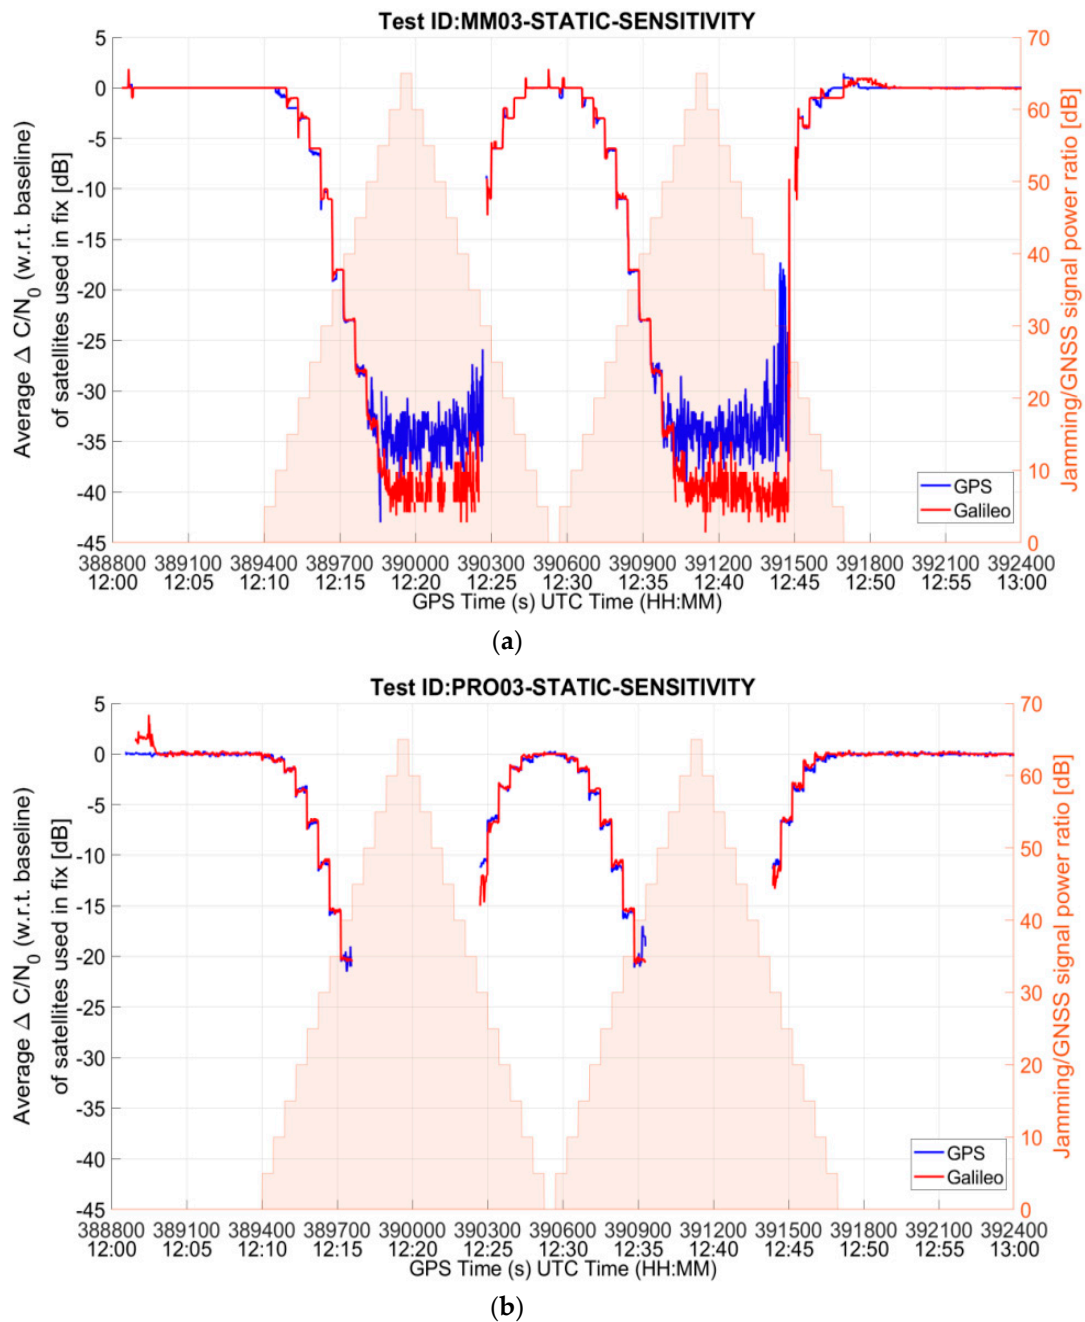 Test ID:MM03-STATIC-SENSITIVITY
Average Δ C/N0 (w.r.t. baseline)
of satellites used in fix [dB]
5
0
-5
-10
-15
-20
-25
-30
-35
-40
-45
70
60
50
40
30
20
10
0
Jamming/GNSS signal power ratio [dB]
GPS
Galileo
388800 389100 389400 389700 390000 390300 390600 390900 391200 391500 391800 392100 392400
12:00 12:05 12:10 12:15 12:20 12:25 12:30 12:35 12:40 12:45 12:50 12:55 13:00
GPS Time (s) UTC Time (HH:MM)
(a)
Test ID:PRO03-STATIC-SENSITIVITY
Average Δ C/N0 (w.r.t. baseline)
of satellites used in fix [dB]
5
0
-5
-10
-15
-20
-25
-30
-35
-40
-45
70
60
50
40
30
20
10
0
Jamming/GNSS signal power ratio [dB]
GPS
Galileo
388800 389100 389400 389700 390000 390300 390600 390900 391200 391500 391800 392100 392400
12:00 12:05 12:10 12:15 12:20 12:25 12:30 12:35 12:40 12:45 12:50 12:55 13:00
GPS Time (s) UTC Time (HH:MM)
(b)